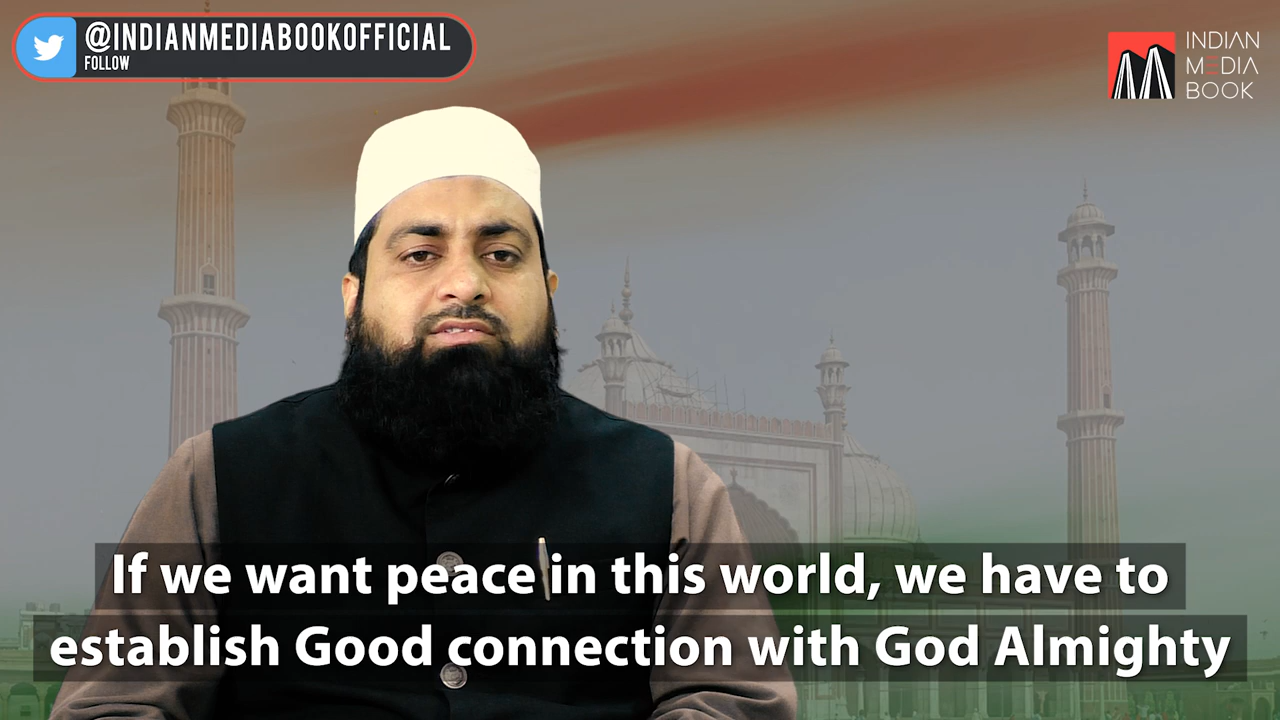 @INDIANMEDIABOOKOFFICIAL
FOLLOW
INDIAN
MEDIA
BOOK
If we want peace in this world, we have to
establish Good connection with God Almighty